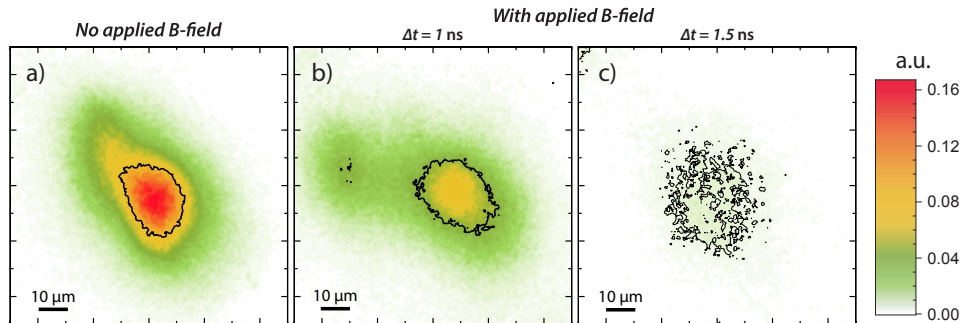 No applied B-field
With applied B-field
Δt = 1 ns
Δt = 1.5 ns
a)
b)
c)
a.u.
0.16
0.12
0.08
0.04
0.00
10 µm
10 µm
10 µm